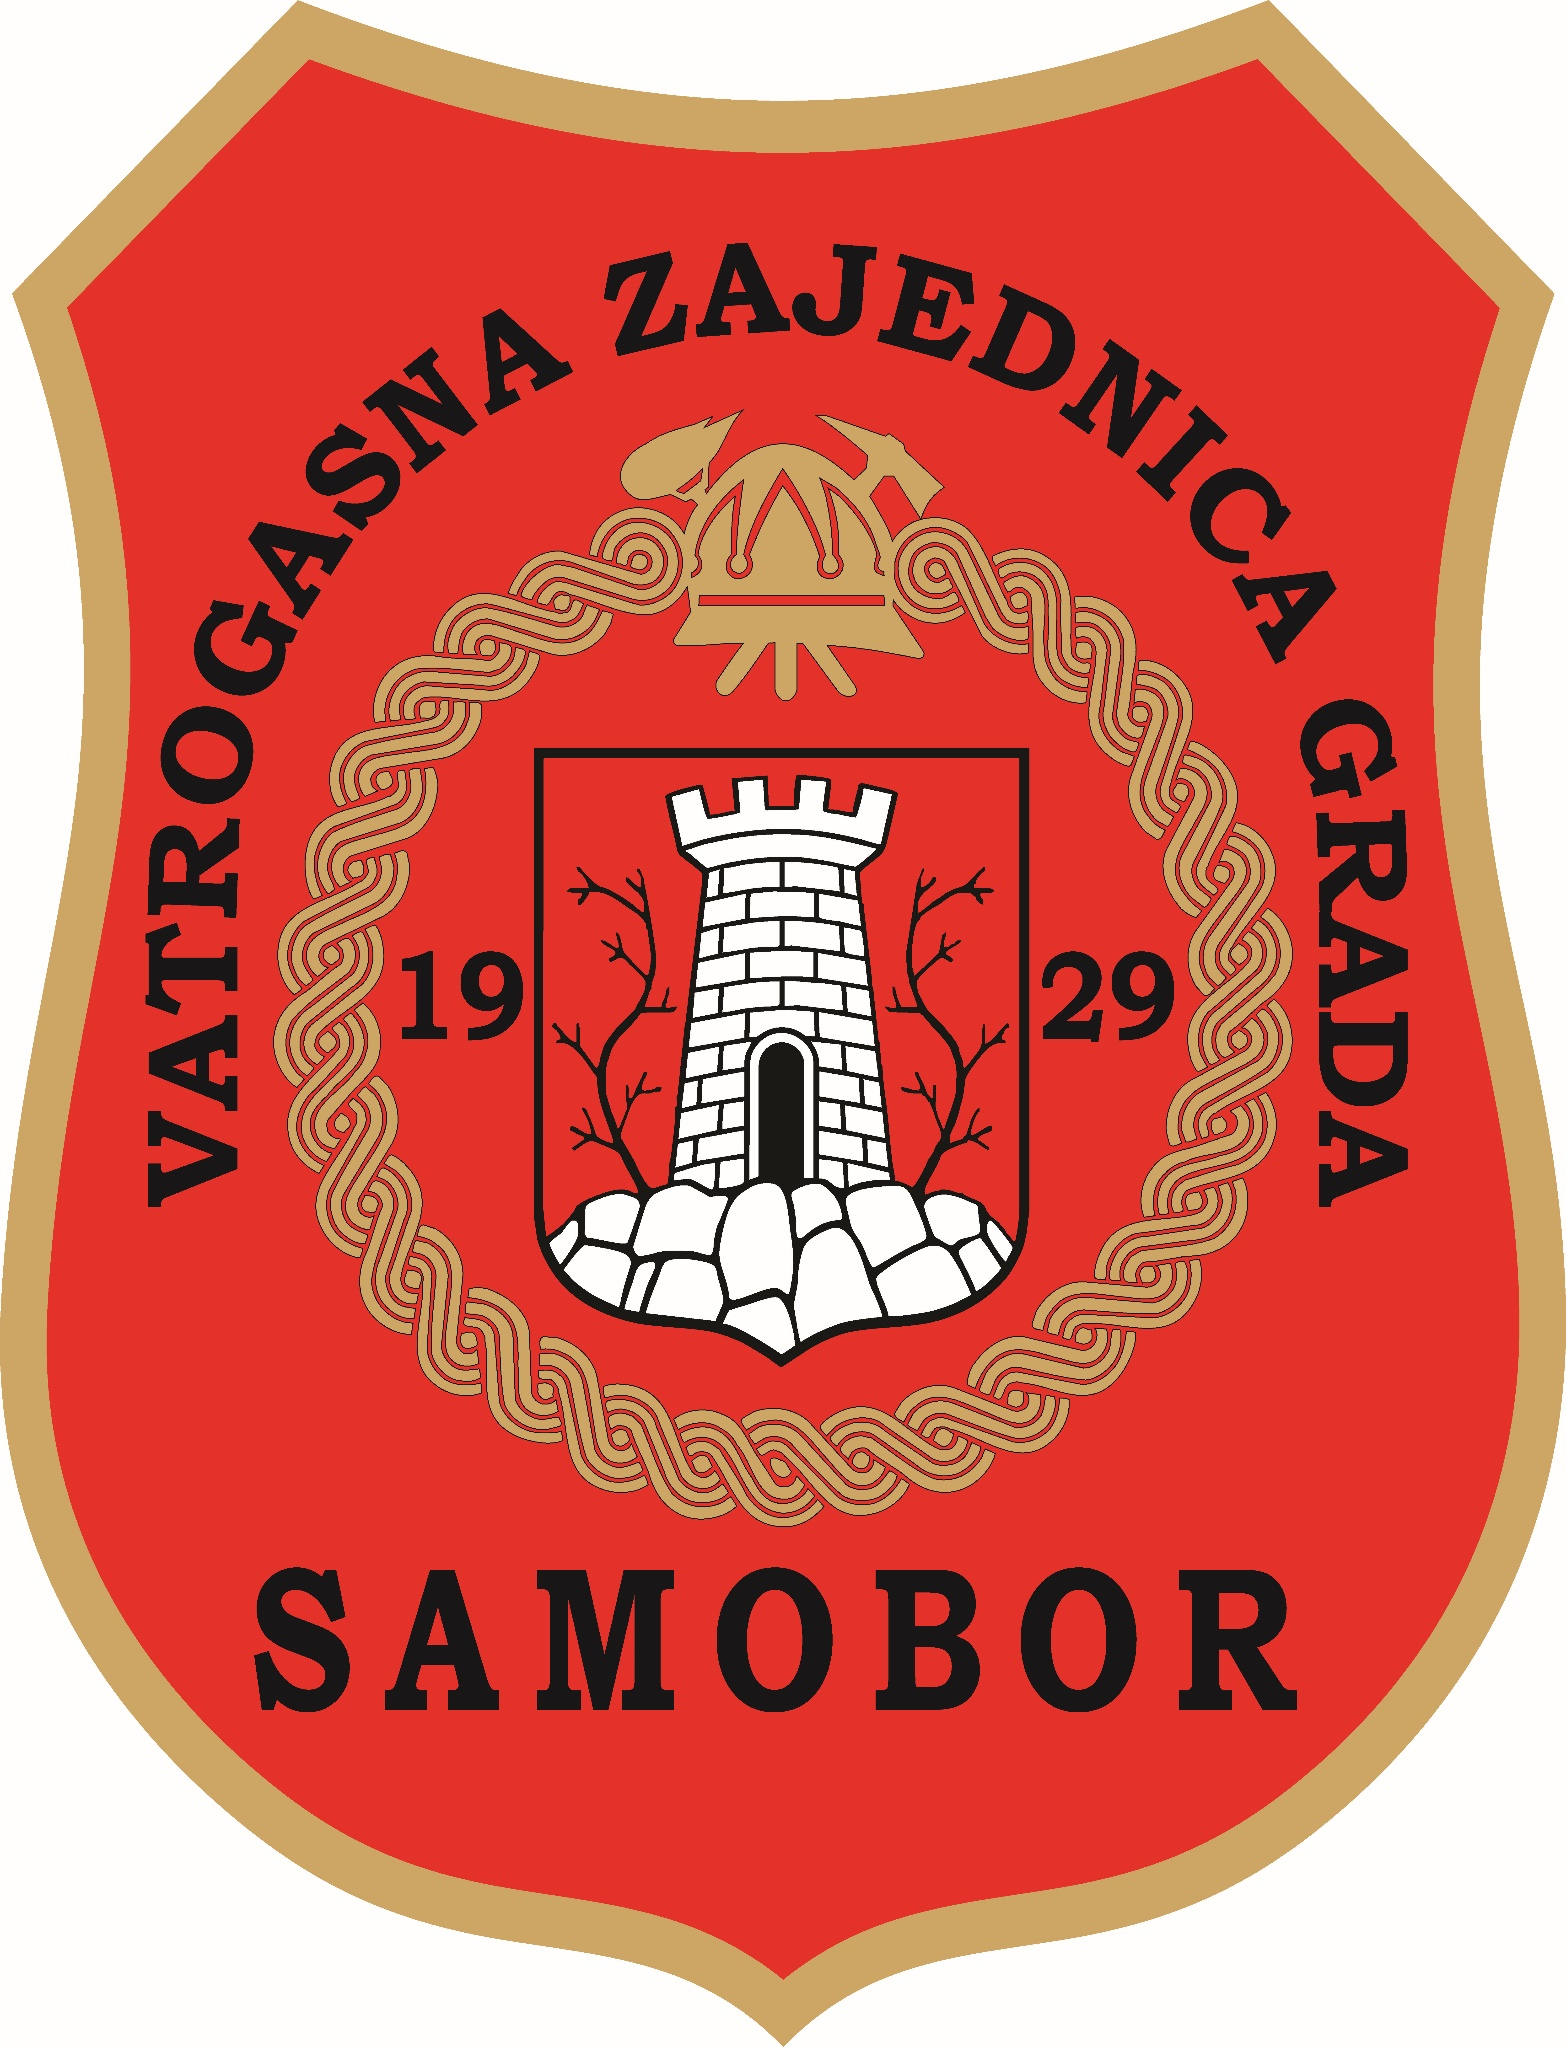 VATROGASNA ZAJEDNICA GRADA
19 29
SAMOBOR